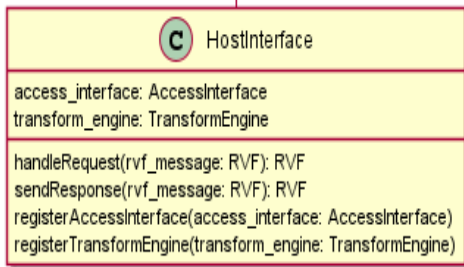 C HostInterface
access_interface: AccessInterface
transform_engine: TransformEngine
handleRequest(rvf_message: RVF): RVF
sendResponse(rvf_message: RVF): RVF
registerAccessInterface(access_interface: AccessInterface)
registerTransformEngine(transform_engine: TransformEngine)